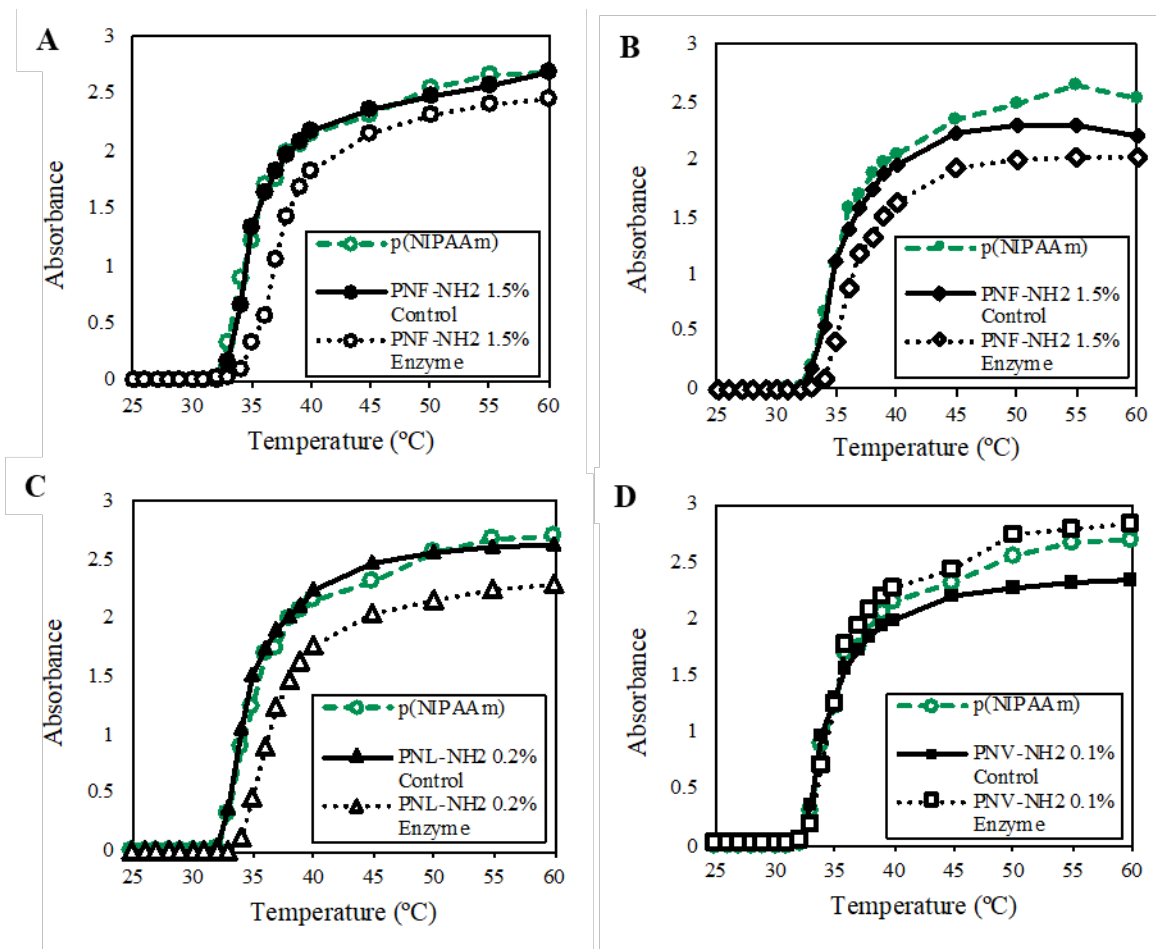 A
3
2.5
2
1.5
1
0.5
0
Absorbance
p(NIPAAm)
PNF-NH2 1.5%
Control
PNF-NH2 1.5%
Enzyme
25 30 35 40 45 50 55 60
Temperature (ºC)
B
3
2.5
2
1.5
1
0.5
0
Absorbance
p(NIPAAm)
PNF-NH2 1.5%
Control
PNF-NH2 1.5%
Enzyme
25 30 35 40 45 50 55 60
Temperature (ºC)
C
3
2.5
2
1.5
1
0.5
0
Absorbance
p(NIPAAm)
PNL-NH2 0.2%
Control
PNL-NH2 0.2%
Enzyme
25 30 35 40 45 50 55 60
Temperature (ºC)
D
3
2.5
2
1.5
1
0.5
0
Absorbance
p(NIPAAm)
PNV-NH2 0.1%
Control
PNV-NH2 0.1%
Enzyme
25 30 35 40 45 50 55 60
Temperature (ºC)